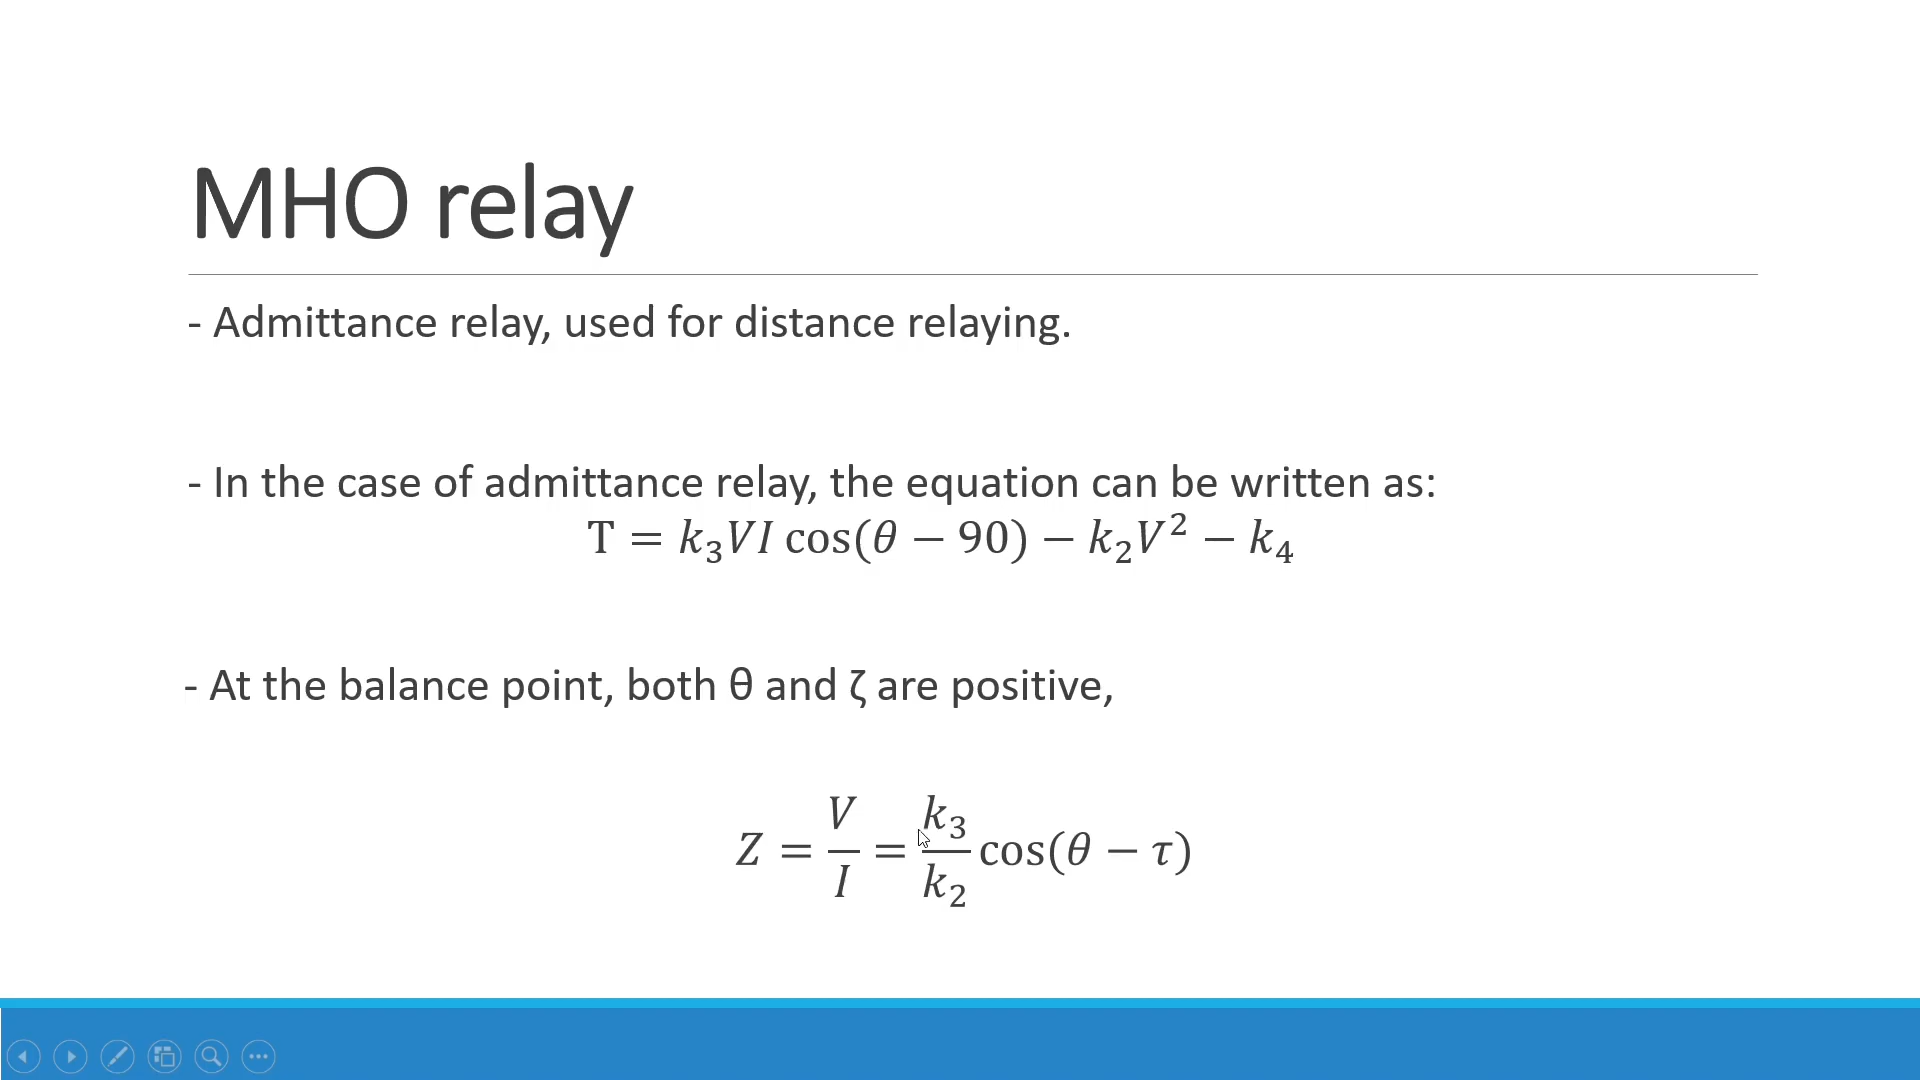 MHO relay
- Admittance relay, used for distance relaying.
- In the case of admittance relay, the equation can be written as:
T = k₃VI cos(θ − 90) − k₂V² − k₄
- At the balance point, both θ and ζ are positive,
Z = V/I = k₃/k₂ cos(θ − τ)